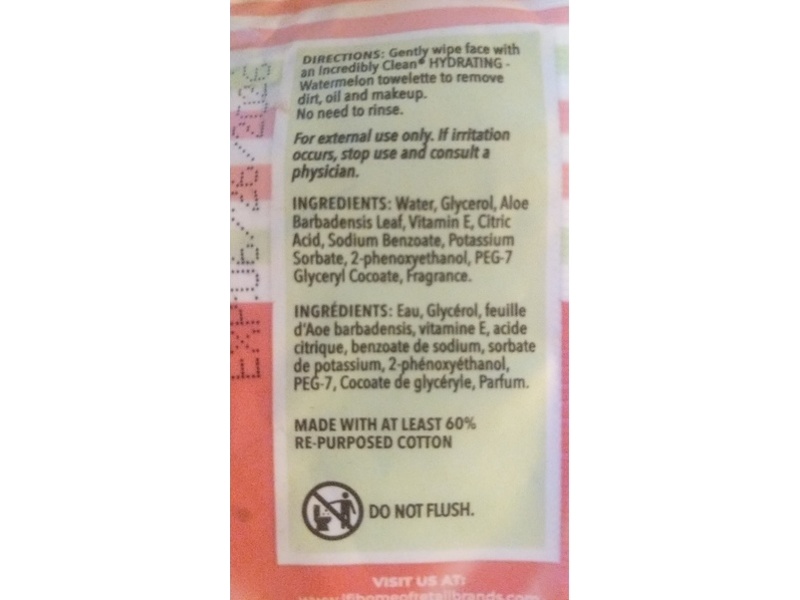 DIRECTIONS: Gently wipe face with
an Incredibly Clean® HYDRATING -
Watermelon towelette to remove
dirt, oil and makeup.
No need to rinse.
For external use only. If irritation
occurs, stop use and consult a
physician.
INGREDIENTS: Water, Glycerol, Aloe
Barbadensis Leaf, Vitamin E, Citric
Acid, Sodium Benzoate, Potassium
Sorbate, 2-phenoxyethanol, PEG-7
Glyceryl Cocoate, Fragrance.
INGRÉDIENTS: Eau, Glycérol, feuille
d'Aoe barbadensis, vitamine E, acide
citrique, benzoate de sodium, sorbate
de potassium, 2-phénoxyéthanol,
PEG-7, Cocoate de glycéryle, Parfum.
MADE WITH AT LEAST 60%
RE-PURPOSED COTTON
DO NOT FLUSH.
VISIT US AT:
EXP:06/26/2026